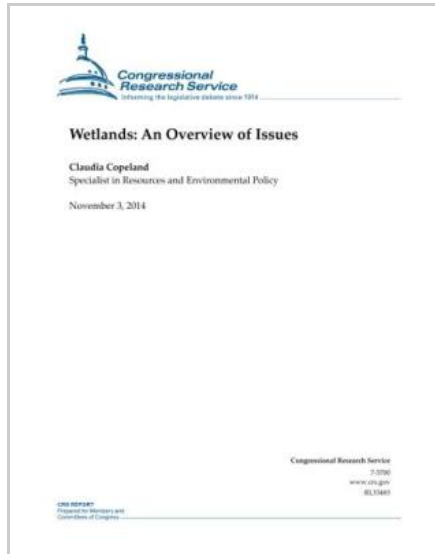 Congressional
Research Service
Informing the legislative debate since 1914
Wetlands: An Overview of Issues
Claudia Copeland
Specialist in Resources and Environmental Policy
November 3, 2014
Congressional Research Service
7-5700
www.crs.gov
RL33483
CRS REPORT
Prepared for Members and
Committees of Congress